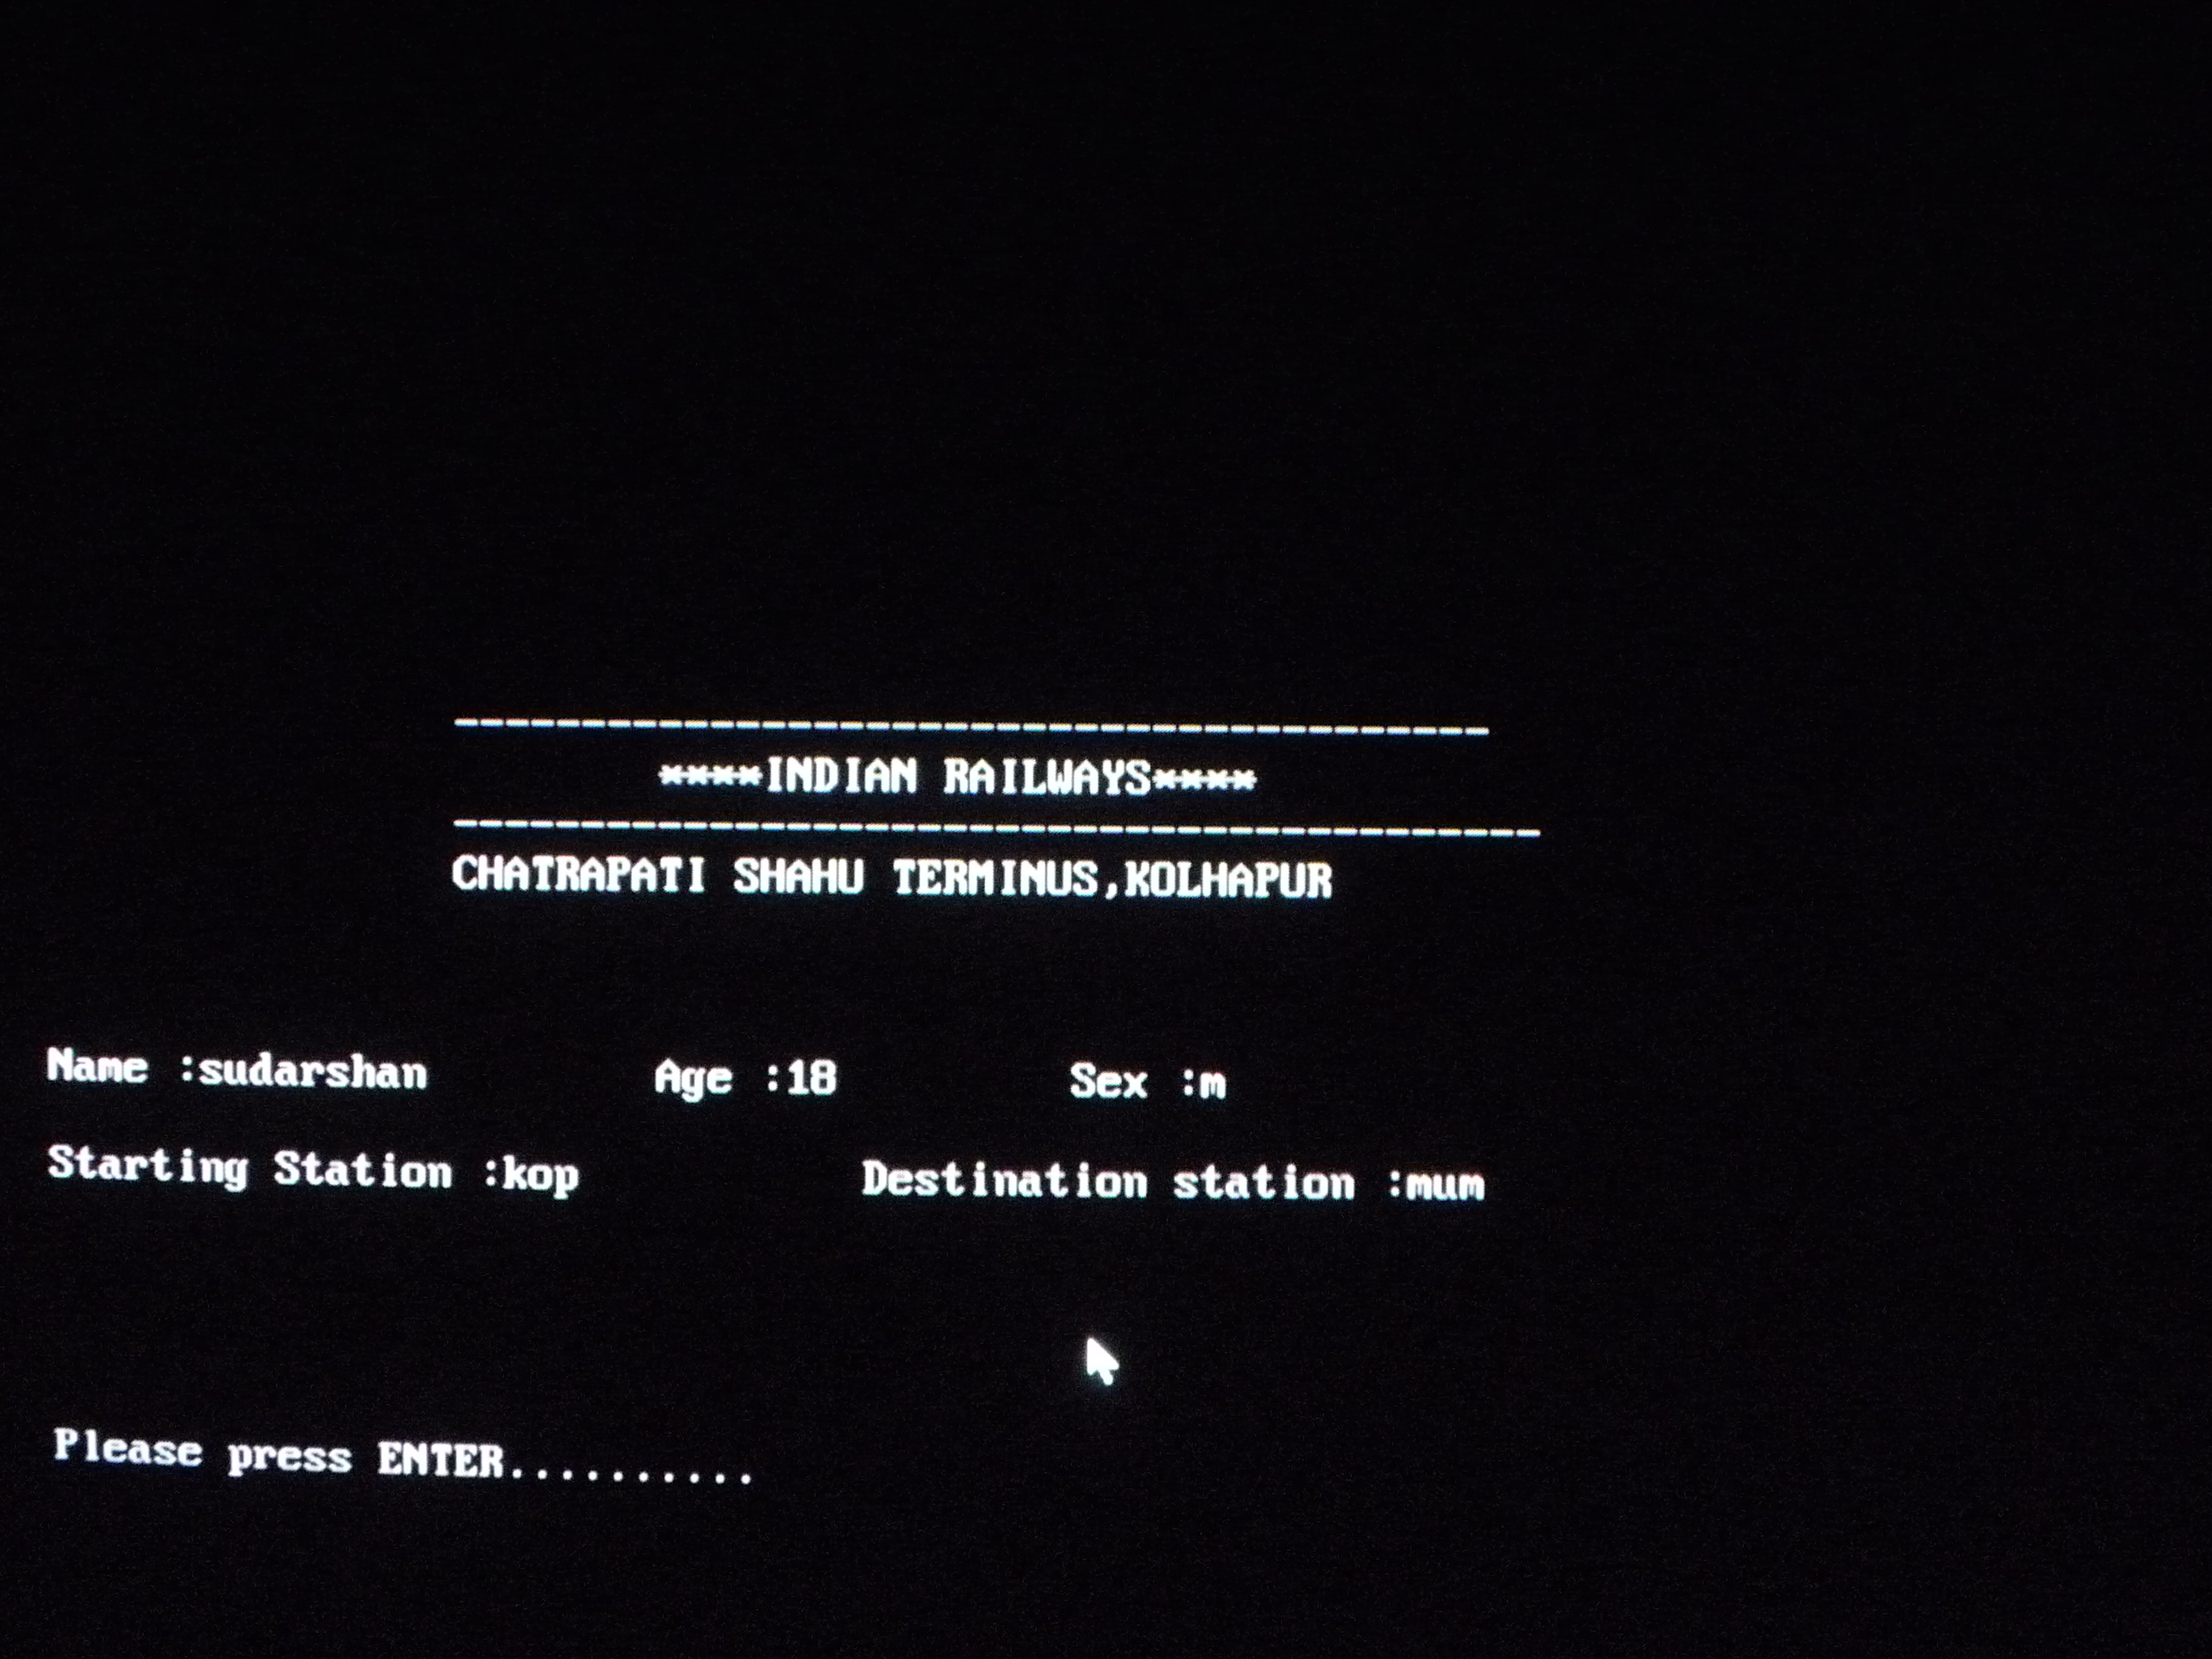 ----------------------------------------
****INDIAN RAILWAYS****
------------------------------------------
CHATRAPATI SHAHU TERMINUS,KOLHAPUR
Name :sudarshan Age :18 Sex :m
Starting Station :kop Destination station :mum
Please press ENTER..........